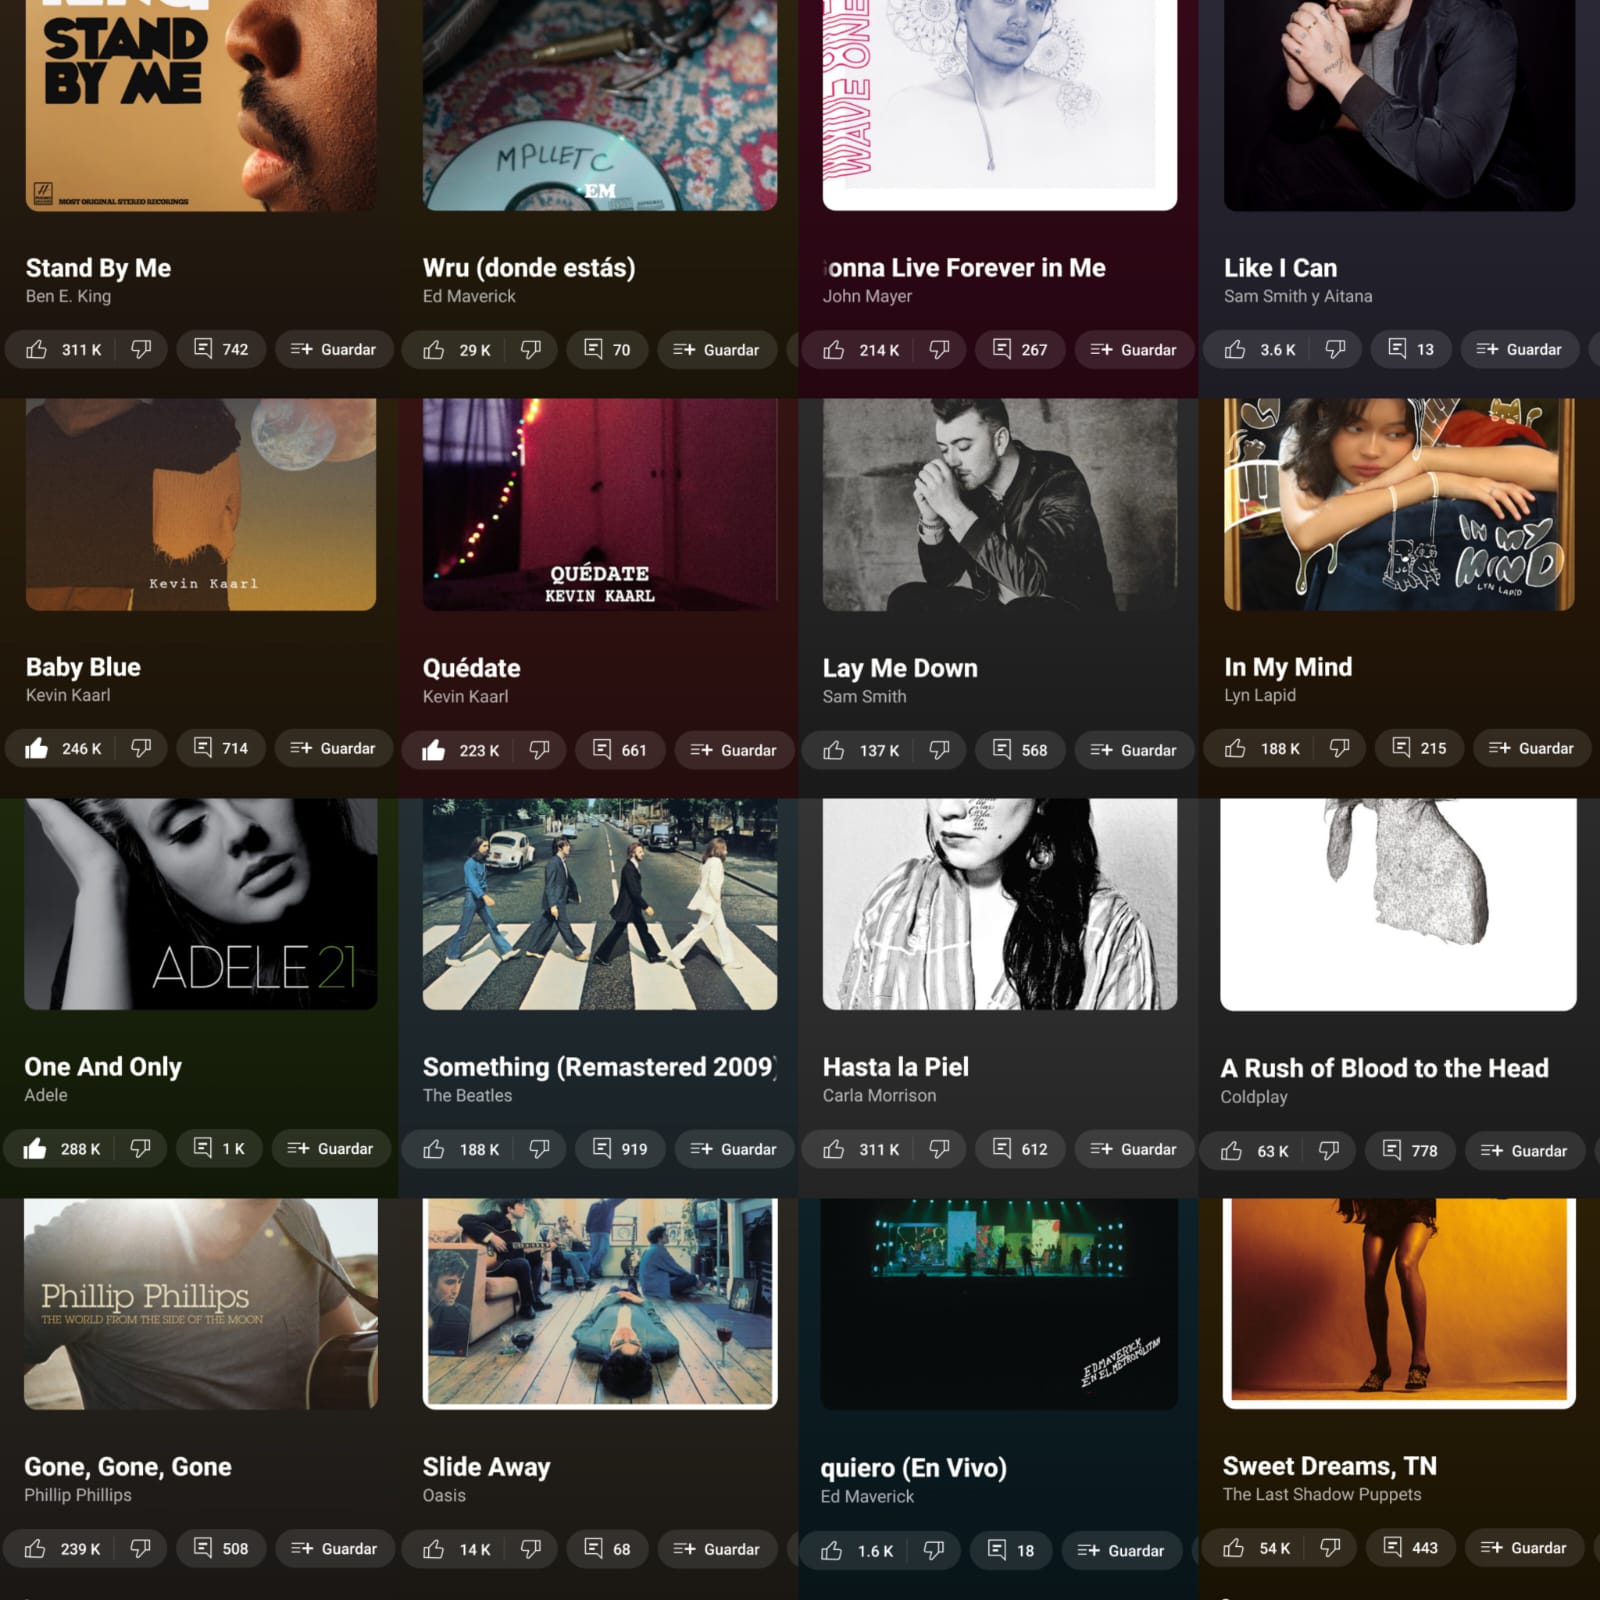 STAND
BY ME
MOST ORIGINAL STEREO RECORINGS
Stand By Me
Ben E. King
311 K
742
Guardar
MPLLETC
EM
Wru (donde estás)
Ed Maverick
29 K
70
Guardar
WAVE ONE
onna Live Forever in Me
John Mayer
214 K
267
Guardar
Like I Can
Sam Smith y Aitana
3.6 K
13
Guardar
Kevin Kaarl
Baby Blue
Kevin Kaarl
246 K
714
Guardar
QUÉDATE
KEVIN KAARL
Quédate
Kevin Kaarl
223 K
661
Guardar
Lay Me Down
Sam Smith
137 K
568
Guardar
IN MY
MIND
LYN LAPID
In My Mind
Lyn Lapid
188 K
215
Guardar
ADELE 21
One And Only
Adele
288 K
1 K
Guardar
Something (Remastered 2009)
The Beatles
188 K
919
Guardar
Hasta la Piel
Carla Morrison
311 K
612
Guardar
A Rush of Blood to the Head
Coldplay
63 K
778
Guardar
Phillip Phillips
THE WORLD FROM THE SIDE OF THE MOON
Gone, Gone, Gone
Phillip Phillips
239 K
508
Guardar
Slide Away
Oasis
14 K
68
Guardar
EDMAVERICK
EN EL METROPOLITAN
quiero (En Vivo)
Ed Maverick
1.6 K
18
Guardar
Sweet Dreams, TN
The Last Shadow Puppets
54 K
443
Guardar